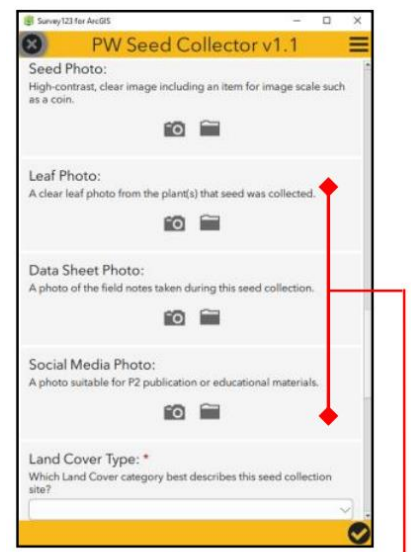 Survey123 for ArcGIS
PW Seed Collector v1.1
Seed Photo:
High-contrast, clear image including an item for image scale such
as a coin.
Leaf Photo:
A clear leaf photo from the plant(s) that seed was collected.
Data Sheet Photo:
A photo of the field notes taken during this seed collection.
Social Media Photo:
A photo suitable for P2 publication or educational materials.
Land Cover Type: *
Which Land Cover category best describes this seed collection
site?